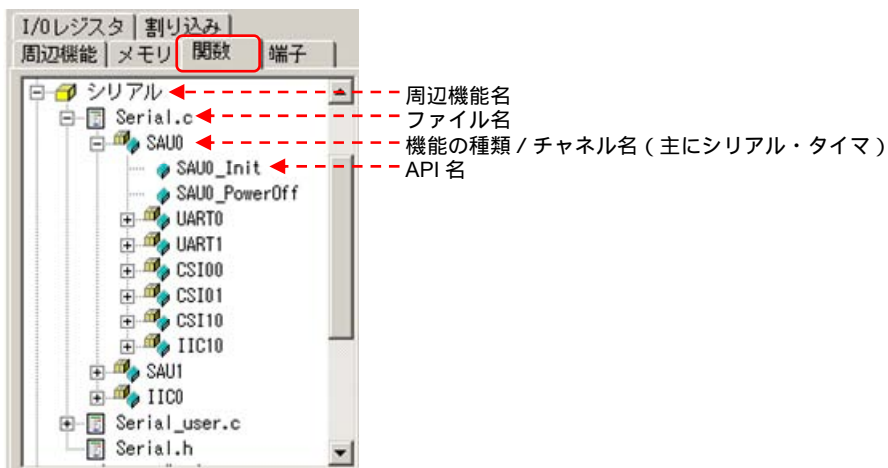 I/Oレジスタ 割り込み
周辺機能 メモリ 関数 端子
シリアル 周辺機能名
Serial.c ファイル名
SAU0 機能の種類 / チャネル名 ( 主にシリアル・タイマ )
SAU0_Init API 名
SAU0_PowerOff
UART0
UART1
CSI00
CSI01
CSI10
IIC10
SAU1
IIC0
Serial_user.c
Serial.h